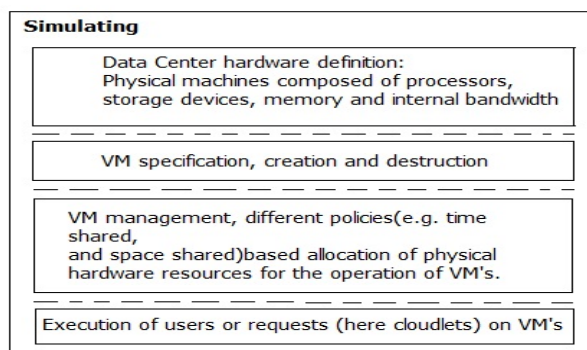 Simulating
Data Center hardware definition:
Physical machines composed of processors,
storage devices, memory and internal bandwidth
VM specification, creation and destruction
VM management, different policies(e.g. time
shared,
and space shared)based allocation of physical
hardware resources for the operation of VM's.
Execution of users or requests (here cloudlets) on VM's